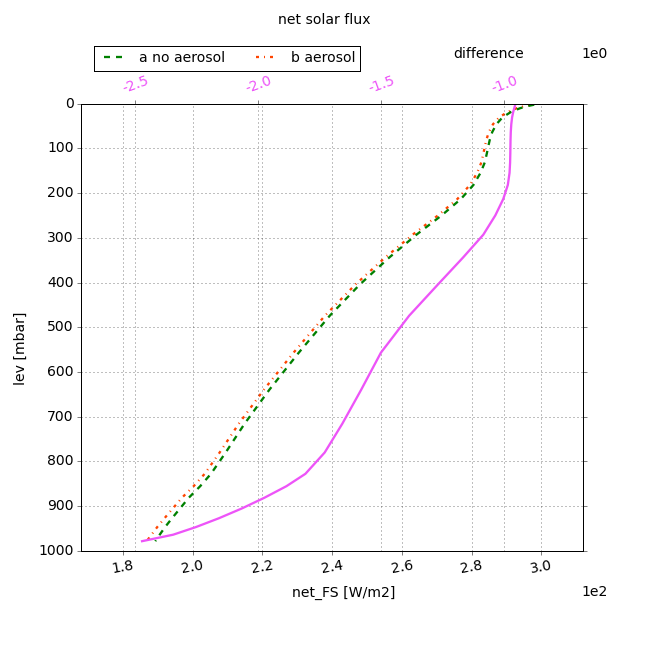 net solar flux
a no aerosol b aerosol difference 1e0
-2.5 -2.0 -1.5 -1.0
0
100
200
300
400
500
600
700
800
900
1000
lev [mbar]
1.8 2.0 2.2 2.4 2.6 2.8 3.0
net_FS [W/m2] 1e2